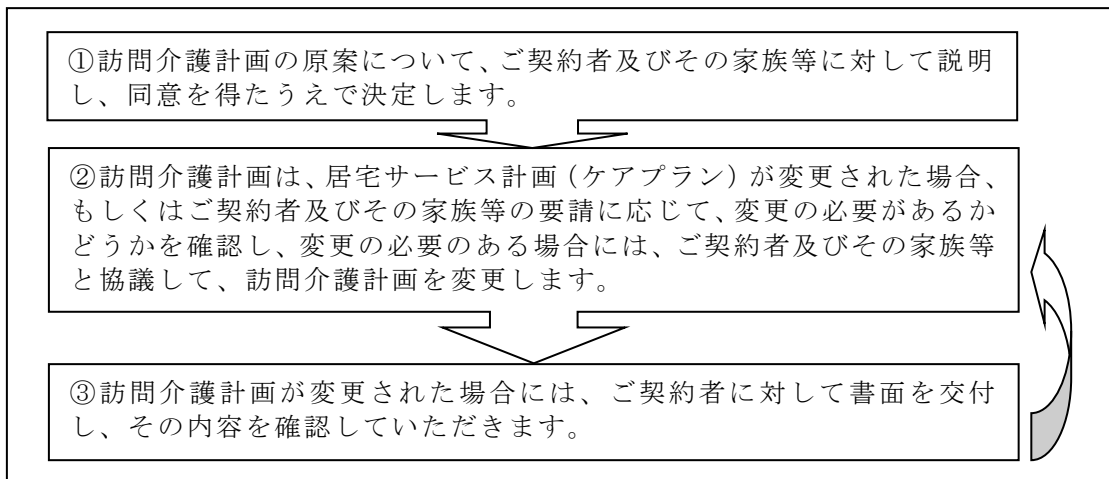 ①訪問介護計画の原案について、ご契約者及びその家族等に対して説明
し、同意を得たうえで決定します。
②訪問介護計画は、居宅サービス計画(ケアプラン)が変更された場合、
もしくはご契約者及びその家族等の要請に応じて、変更の必要があるか
どうかを確認し、変更の必要のある場合には、ご契約者及びその家族等
と協議して、訪問介護計画を変更します。
③訪問介護計画が変更された場合には、ご契約者に対して書面を交付
し、その内容を確認していただきます。